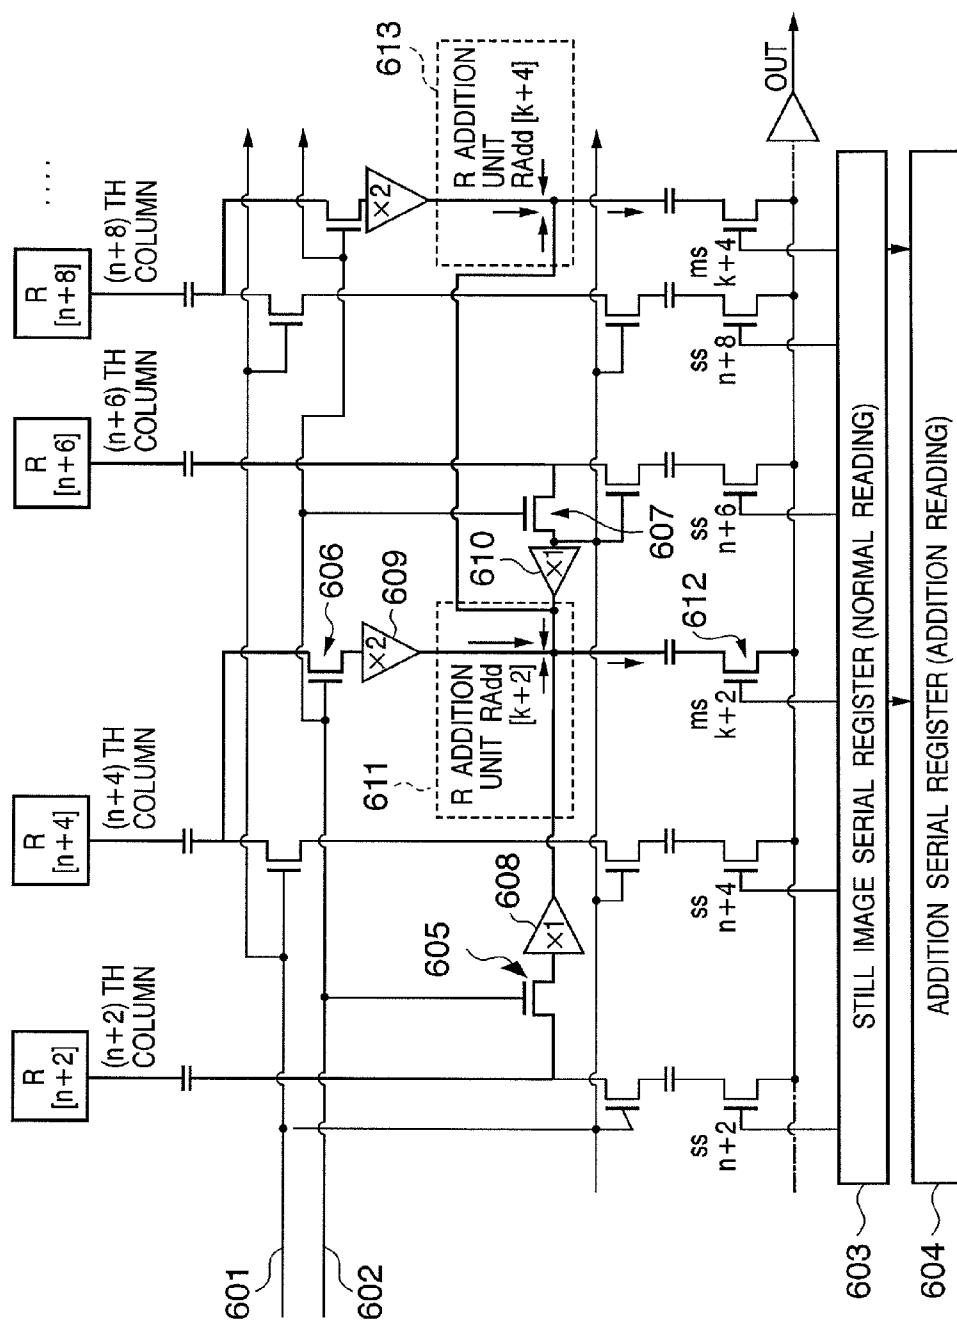 R
[n+2]
(n+2) TH
COLUMN
R
[n+4]
(n+4) TH
COLUMN
R
[n+6]
(n+6) TH
COLUMN
R
[n+8]
(n+8) TH
COLUMN
....
601
602
605
608
×1
606
609
×2
607
610
×1
×2
611
R ADDITION
UNIT RAdd
[k+2]
613
R ADDITION
UNIT
RAdd [k+4]
612
ss
n+2
ss
n+4
ms
k+2
ss
n+6
ss
n+8
ms
k+4
OUT
603
STILL IMAGE SERIAL REGISTER (NORMAL READING)
604
ADDITION SERIAL REGISTER (ADDITION READING)